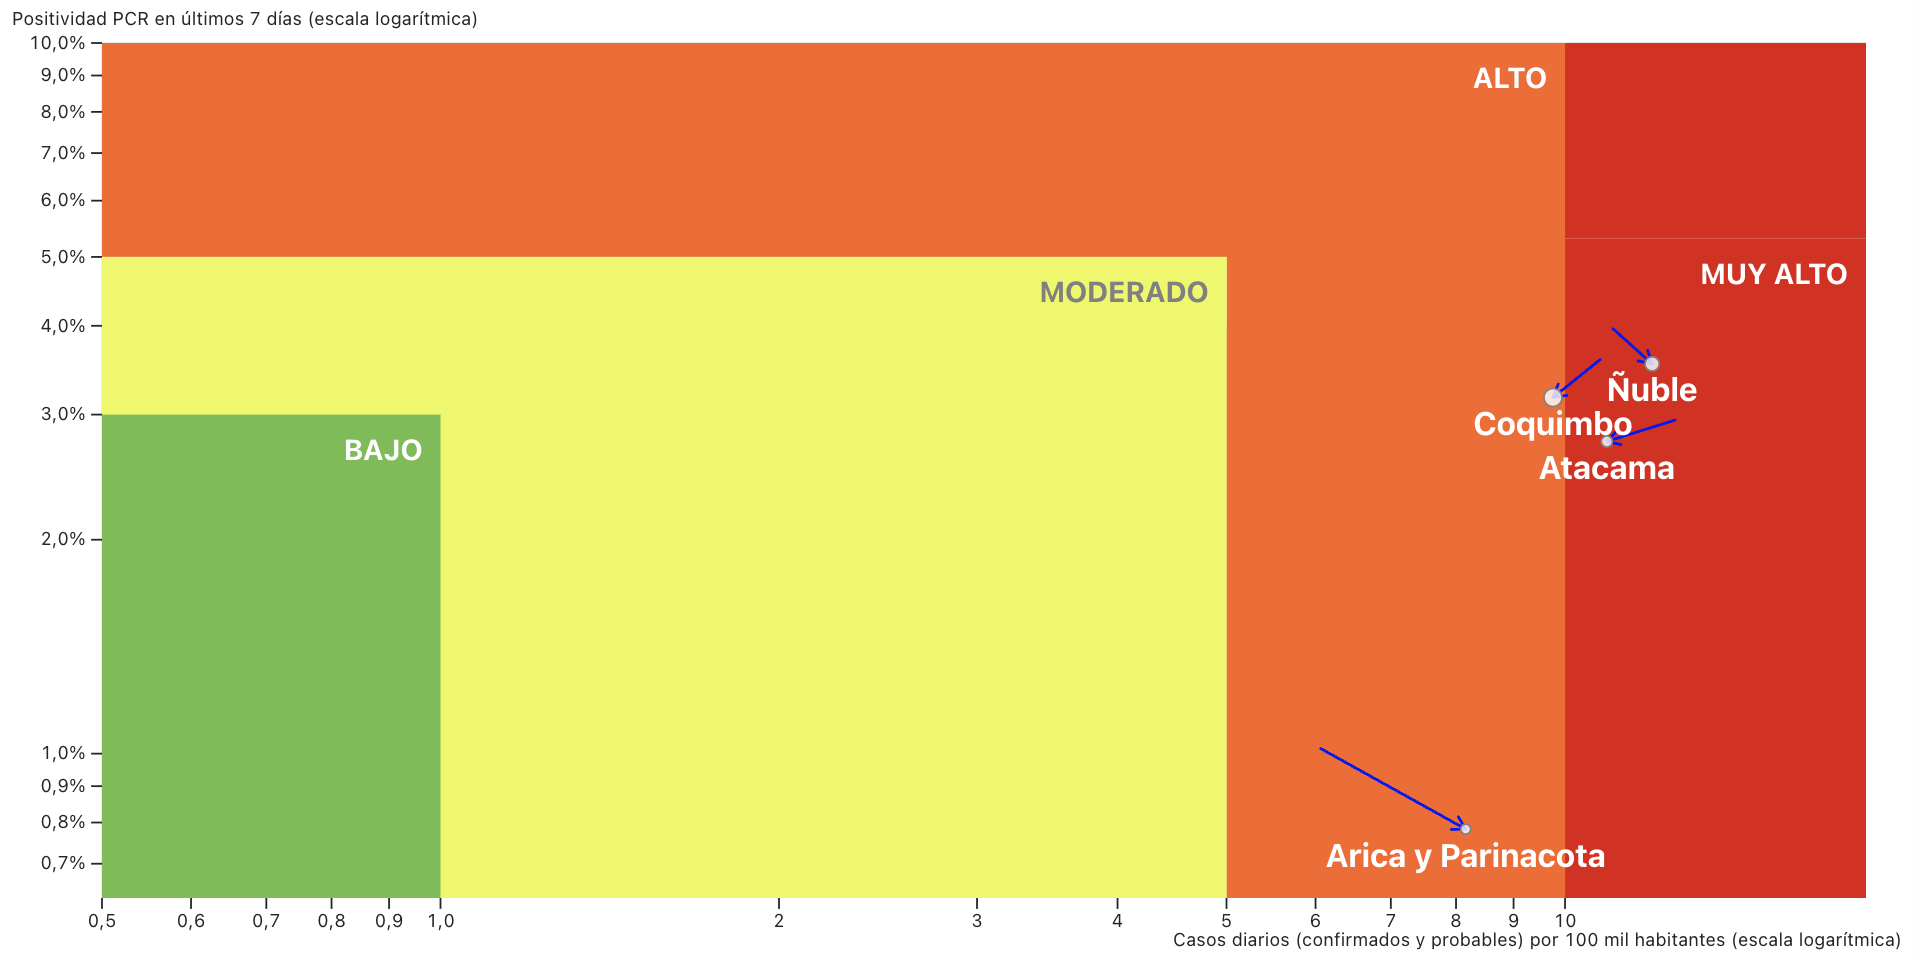 Positividad PCR en últimos 7 días (escala logarítmica)
10,0%
9,0%
8,0%
7,0%
6,0%
5,0%
4,0%
3,0%
2,0%
1,0%
0,9%
0,8%
0,7%
ALTO
MUY ALTO
MODERADO
BAJO
Ñuble
Coquimbo
Atacama
Arica y Parinacota
0,5 0,6 0,7 0,8 0,9 1,0 2 3 4 5 6 7 8 9 10
Casos diarios (confirmados y probables) por 100 mil habitantes (escala logarítmica)